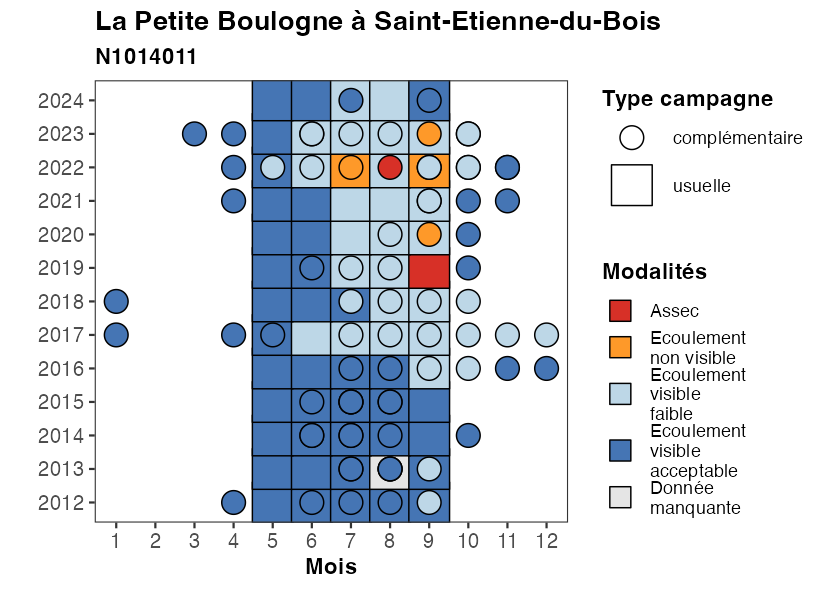 La Petite Boulogne à Saint-Etienne-du-Bois
N1014011
2024
2023
2022
2021
2020
2019
2018
2017
2016
2015
2014
2013
2012
1 2 3 4 5 6 7 8 9 10 11 12
Mois
Type campagne
complémentaire
usuelle
Modalités
Assec
Ecoulement
non visible
Ecoulement
visible
faible
Ecoulement
visible
acceptable
Donnée
manquante